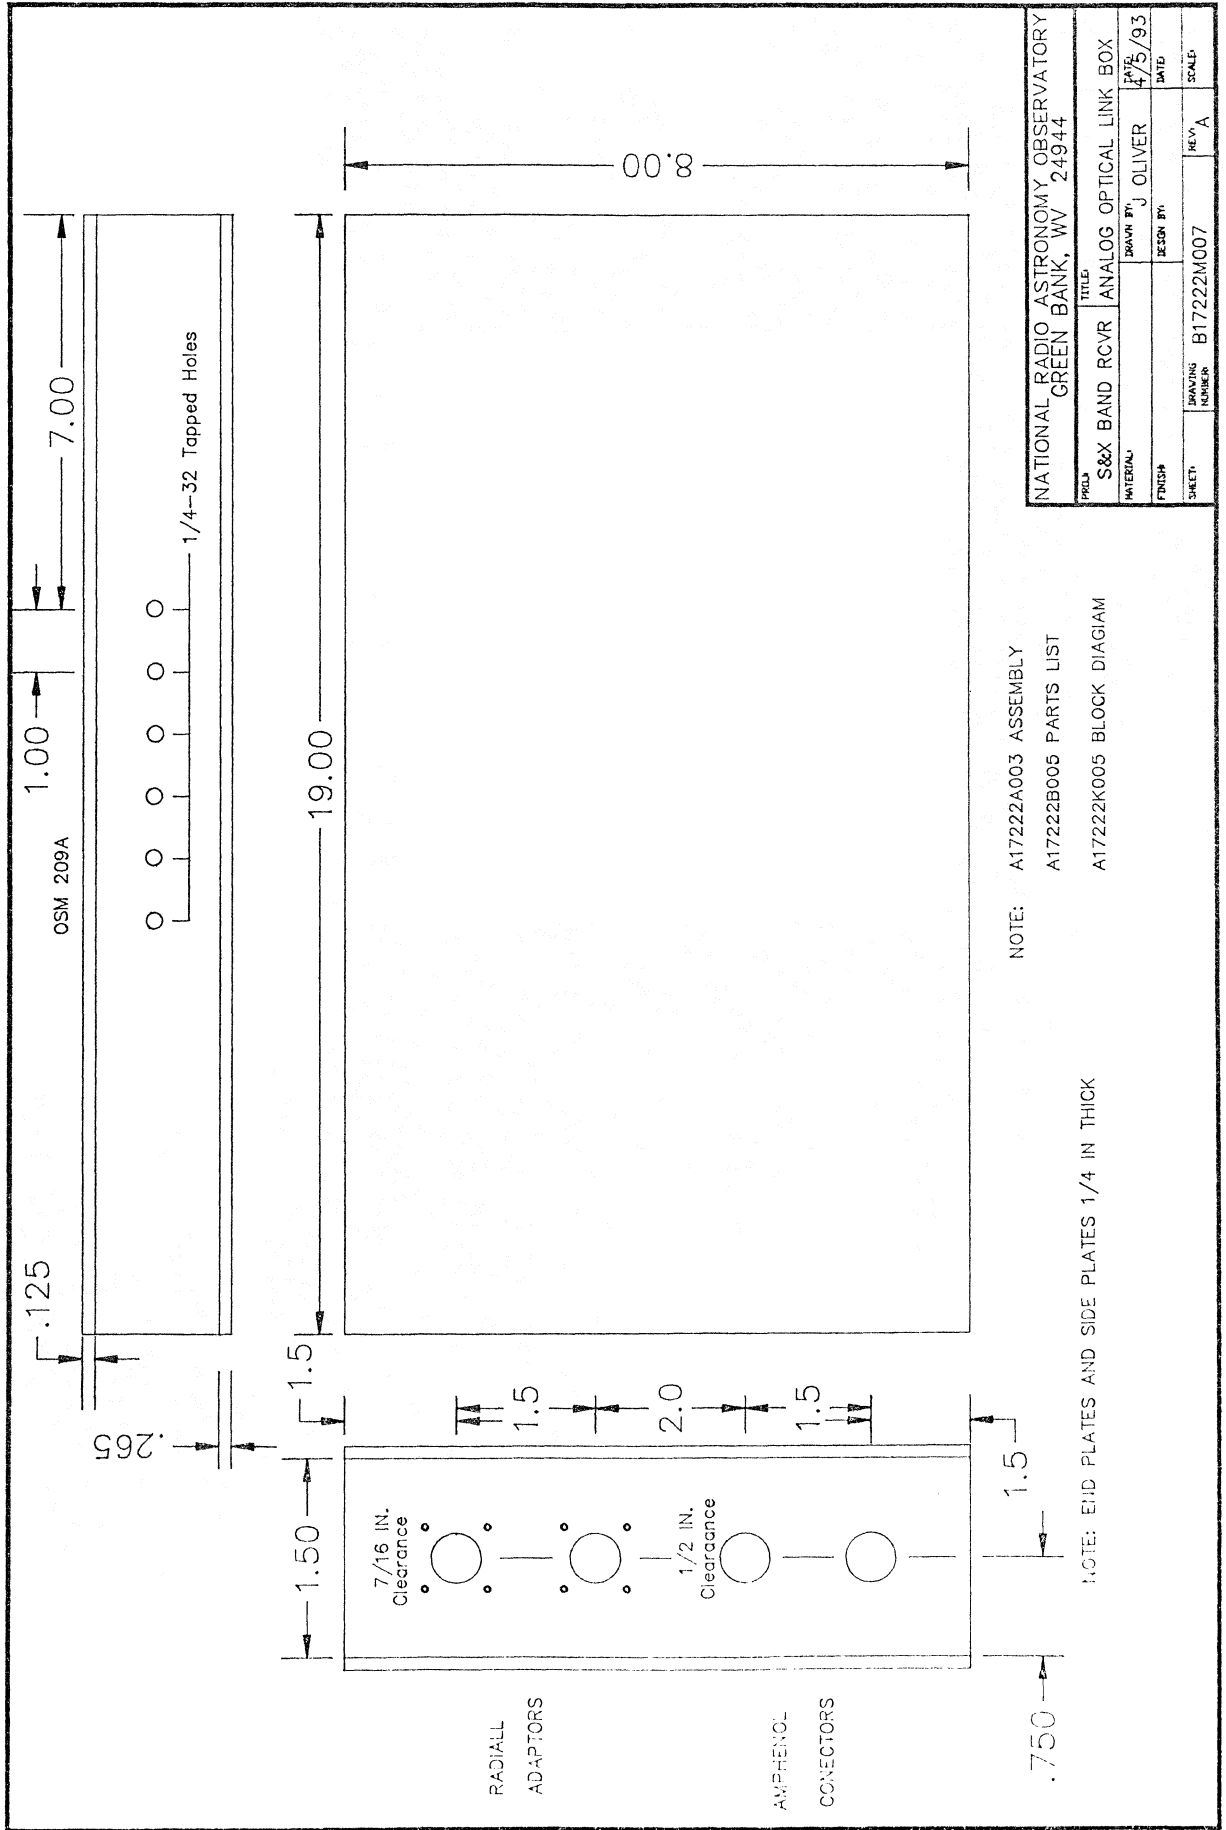 .125
.265
OSM 209A
1.00
7.00
1/4-32 Tapped Holes
19.00
8.00
1.5
1.50
7/16 IN.
Clearance
1/2 IN.
Clearaance
1.5
2.0
1.5
1.5
.750
RADIALL
ADAPTORS
AMPHENOL
CONECTORS
NOTE: END PLATES AND SIDE PLATES 1/4 IN THICK
NOTE: A17222A003 ASSEMBLY
A17222B005 PARTS LIST
A17222K005 BLOCK DIAGIAM
NATIONAL RADIO ASTRONOMY OBSERVATORY
GREEN BANK, WV 24944
PROJ:
S&X BAND RCVR
TITLE:
ANALOG OPTICAL LINK BOX
MATERIAL:
DRAWN BY:
J OLIVER
DATE:
4/5/93
FINISH:
DESGN BY:
DATE:
SHEET:
DRAWING NUMBER:
B17222M007
REV: A
SCALE: